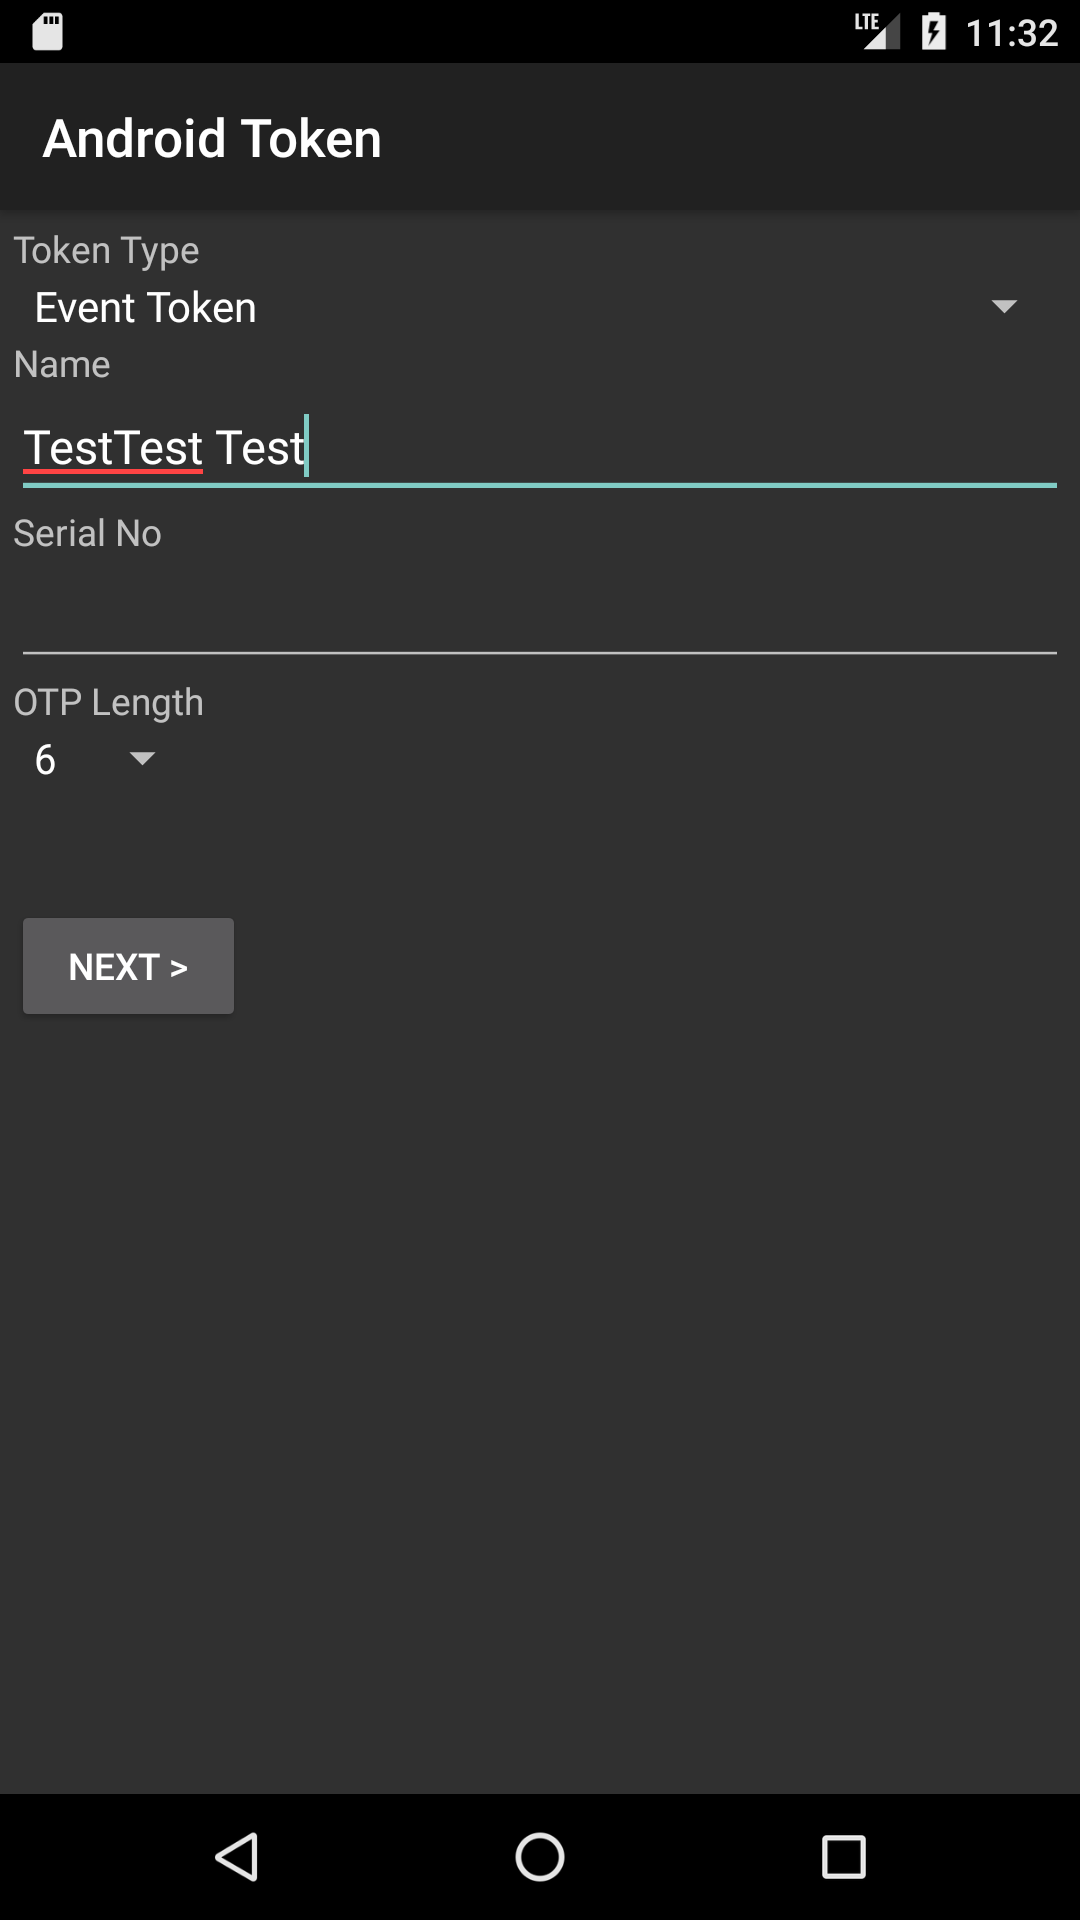 LTE 11:32
Android Token
Token Type
Event Token
Name
TestTest Test
Serial No
OTP Length
6
NEXT >